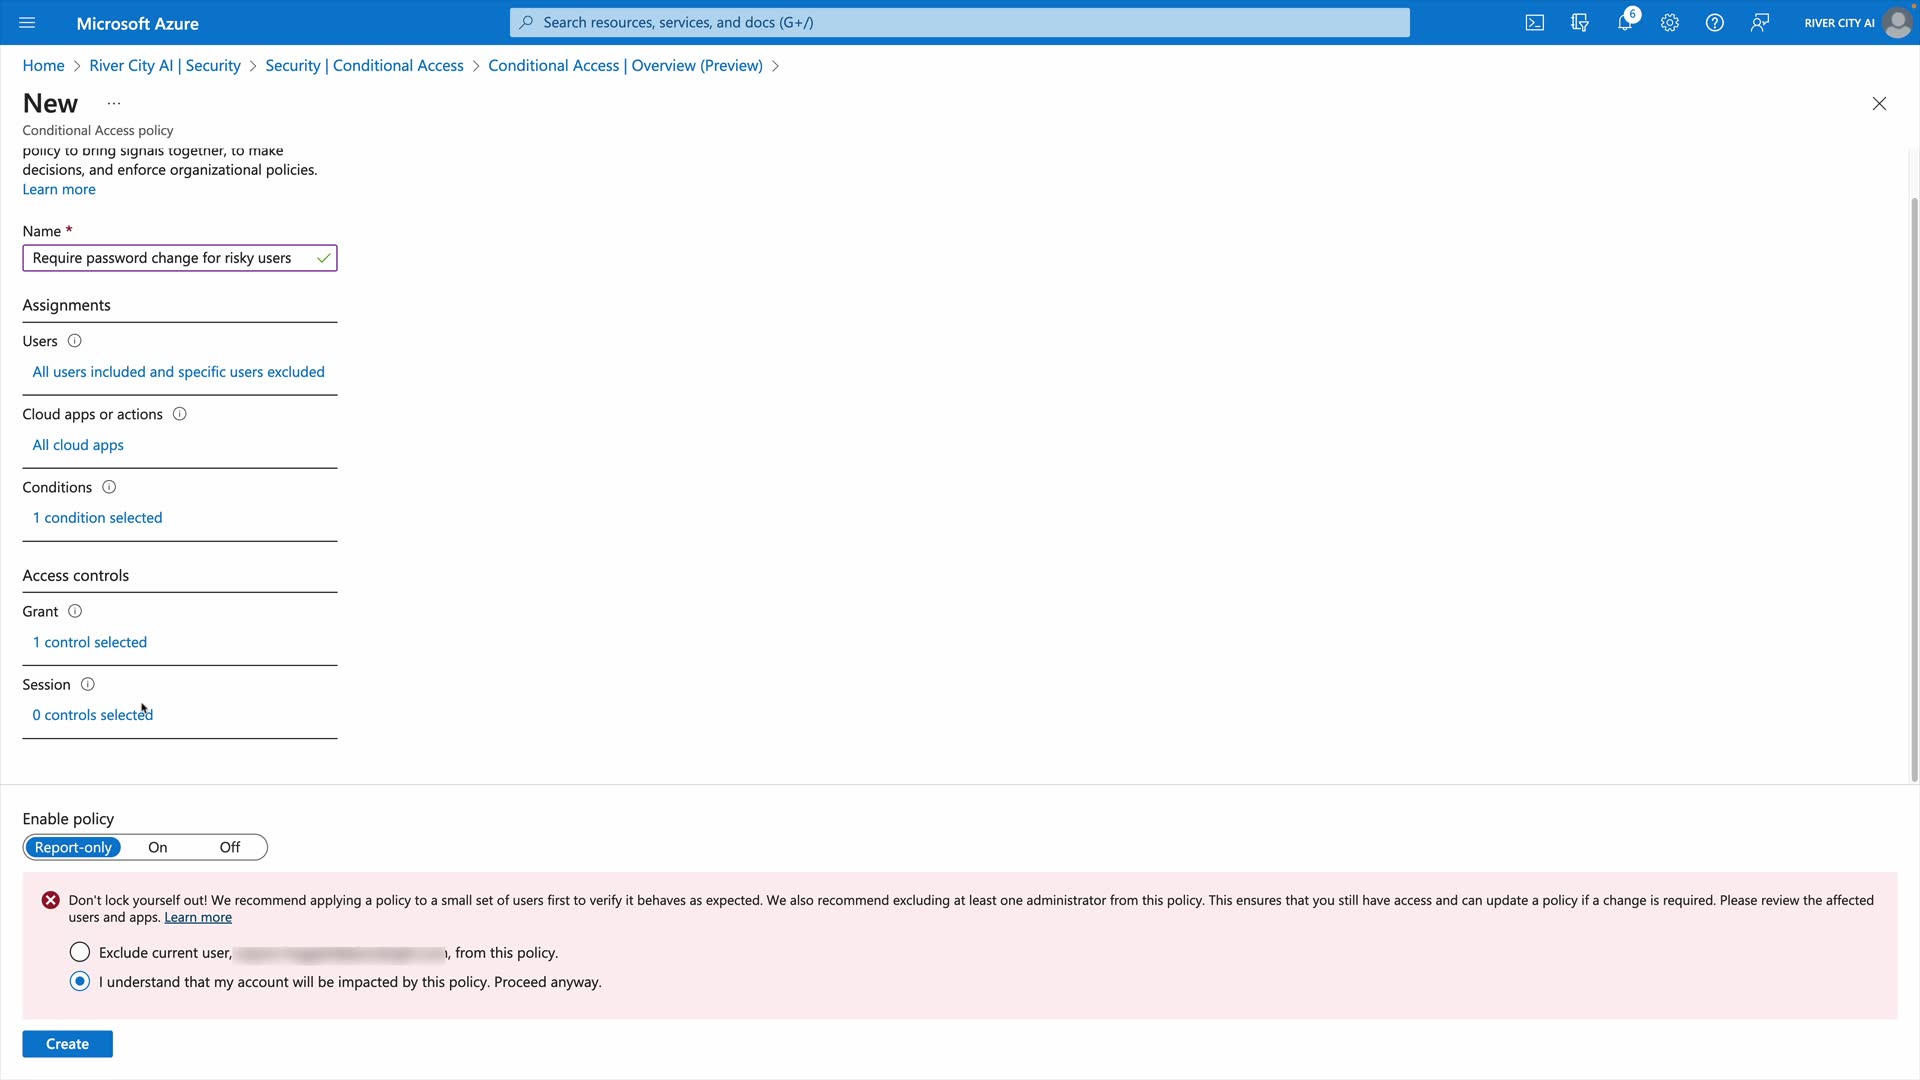 Microsoft Azure
Search resources, services, and docs (G+/)
6
RIVER CITY AI
Home > River City AI | Security > Security | Conditional Access > Conditional Access | Overview (Preview) >
New ...
Conditional Access policy
policy to bring signals together, to make
decisions, and enforce organizational policies.
Learn more
Name *
Require password change for risky users
Assignments
Users
All users included and specific users excluded
Cloud apps or actions
All cloud apps
Conditions
1 condition selected
Access controls
Grant
1 control selected
Session
0 controls selected
Enable policy
Report-only On Off
Don't lock yourself out! We recommend applying a policy to a small set of users first to verify it behaves as expected. We also recommend excluding at least one administrator from this policy. This ensures that you still have access and can update a policy if a change is required. Please review the affected
users and apps. Learn more
Exclude current user, , from this policy.
I understand that my account will be impacted by this policy. Proceed anyway.
Create